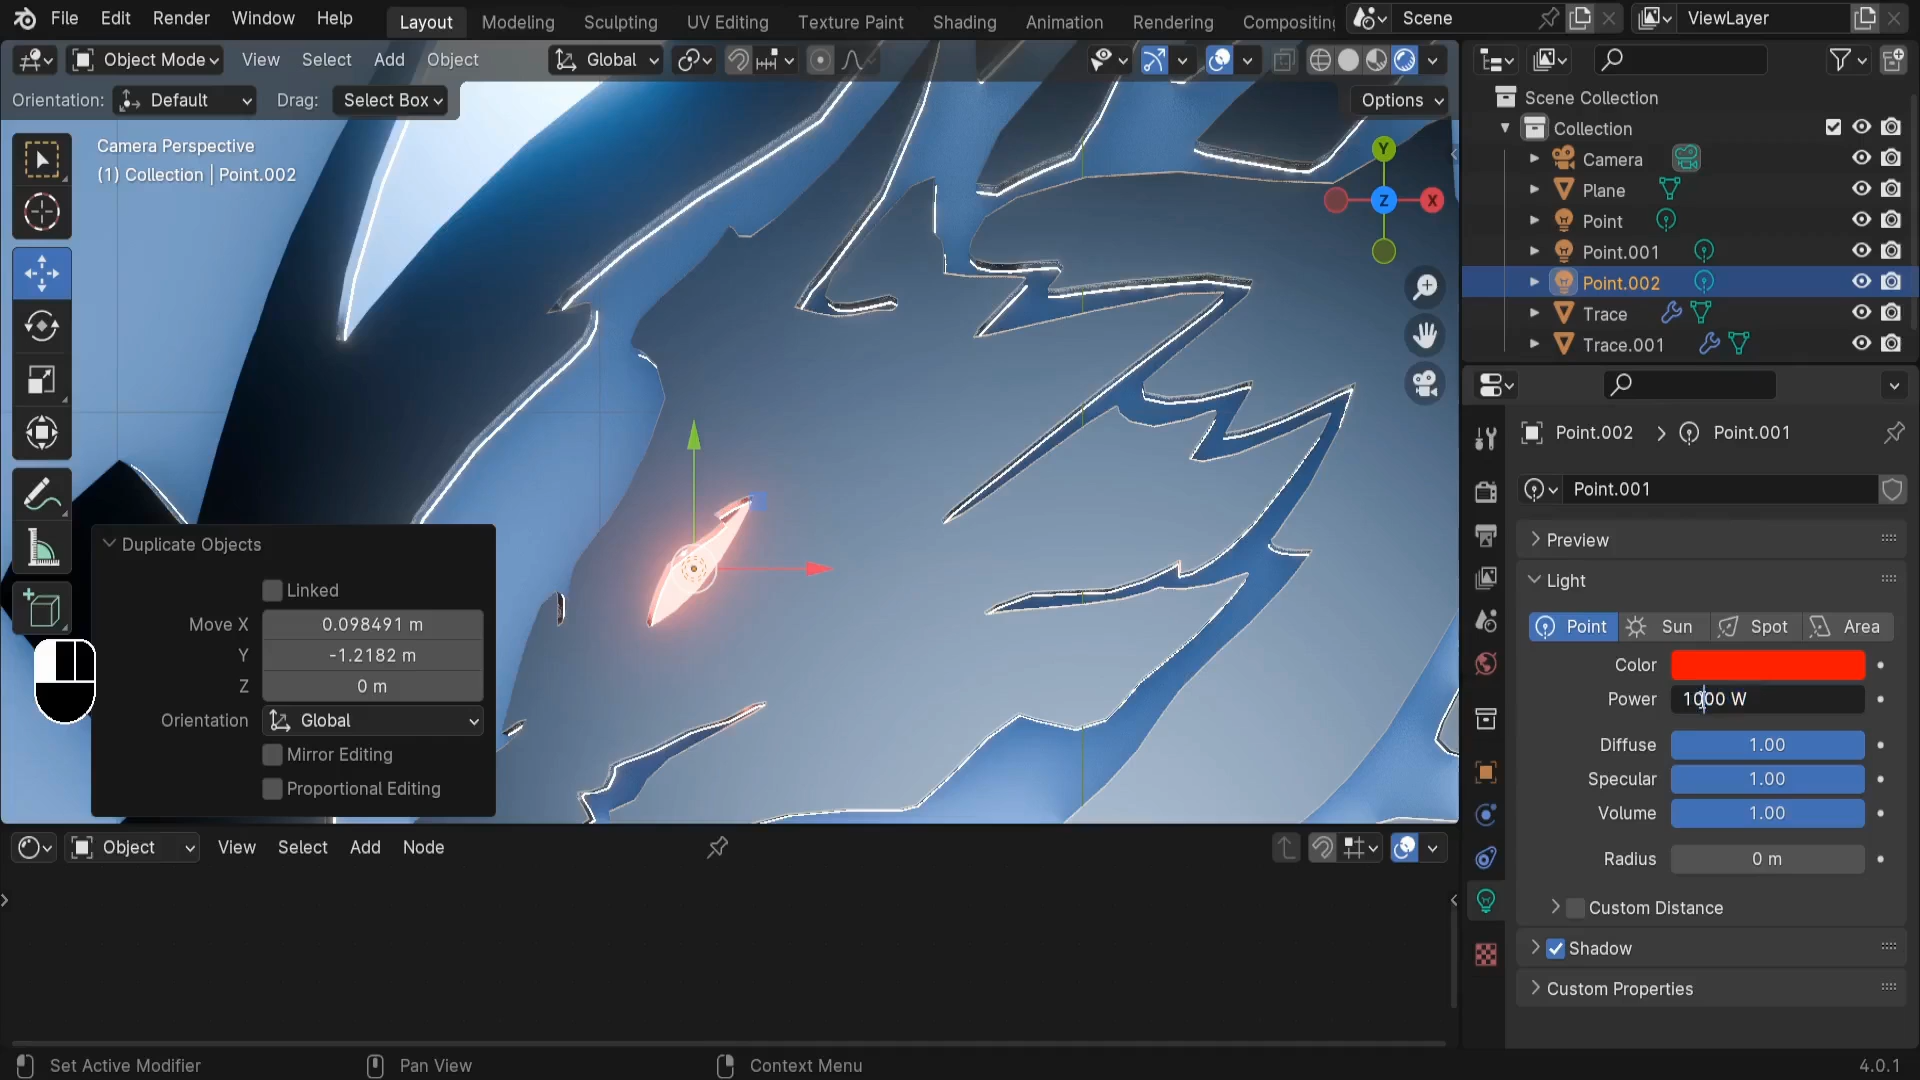 File Edit Render Window Help Layout Modeling Sculpting UV Editing Texture Paint Shading Animation Rendering Compositing Scene ViewLayer
Object Mode View Select Add Object Global
Orientation: Default Drag: Select Box Options
Camera Perspective
(1) Collection | Point.002
Y
Z
X
Scene Collection
Collection
Camera
Plane
Point
Point.001
Point.002
Trace
Trace.001
Point.002 > Point.001
Point.001
Preview
Light
Point Sun Spot Area
Color
Power 1000 W
Diffuse 1.00
Specular 1.00
Volume 1.00
Radius 0 m
Custom Distance
Shadow
Custom Properties
Duplicate Objects
Linked
Move X 0.098491 m
Y -1.2182 m
Z 0 m
Orientation Global
Mirror Editing
Proportional Editing
Object View Select Add Node
Set Active Modifier Pan View Context Menu 4.0.1